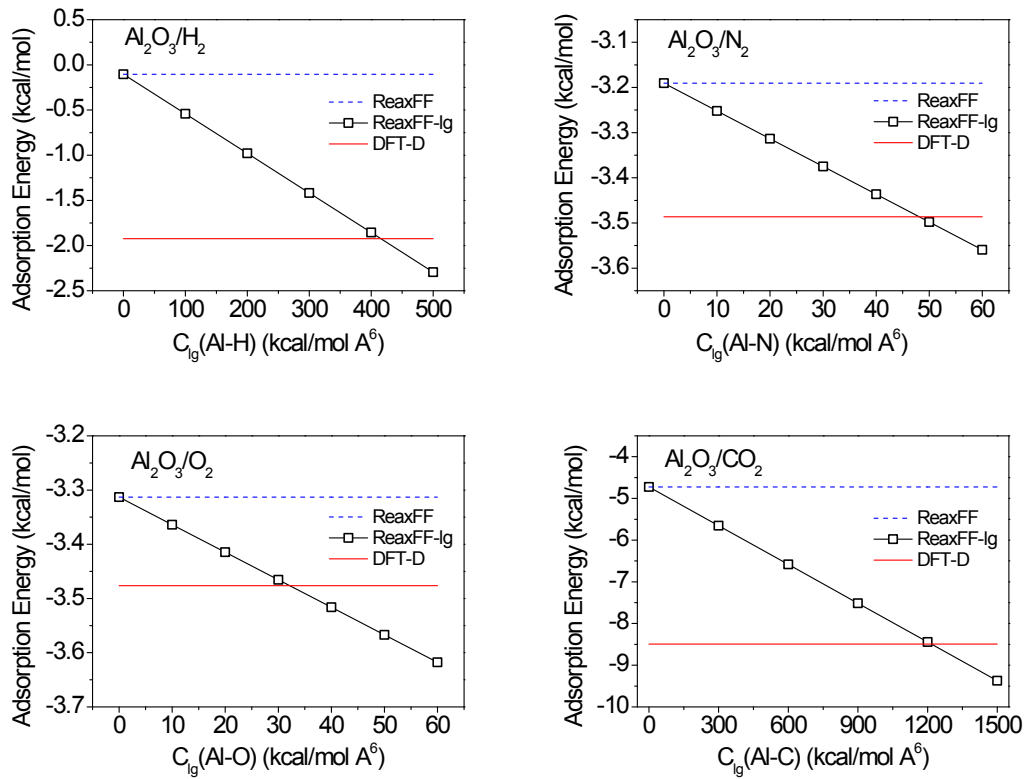 Al₂O₃/H₂
Adsorption Energy (kcal/mol)
0.5
0.0
-0.5
-1.0
-1.5
-2.0
-2.5
ReaxFF
ReaxFF-lg
DFT-D
0 100 200 300 400 500
C_lg(Al-H) (kcal/mol A⁶)
Al₂O₃/N₂
Adsorption Energy (kcal/mol)
-3.1
-3.2
-3.3
-3.4
-3.5
-3.6
ReaxFF
ReaxFF-lg
DFT-D
0 10 20 30 40 50 60
C_lg(Al-N) (kcal/mol A⁶)
Al₂O₃/O₂
Adsorption Energy (kcal/mol)
-3.2
-3.3
-3.4
-3.5
-3.6
-3.7
ReaxFF
ReaxFF-lg
DFT-D
0 10 20 30 40 50 60
C_lg(Al-O) (kcal/mol A⁶)
Al₂O₃/CO₂
Adsorption Energy (kcal/mol)
-4
-5
-6
-7
-8
-9
-10
ReaxFF
ReaxFF-lg
DFT-D
0 300 600 900 1200 1500
C_lg(Al-C) (kcal/mol A⁶)